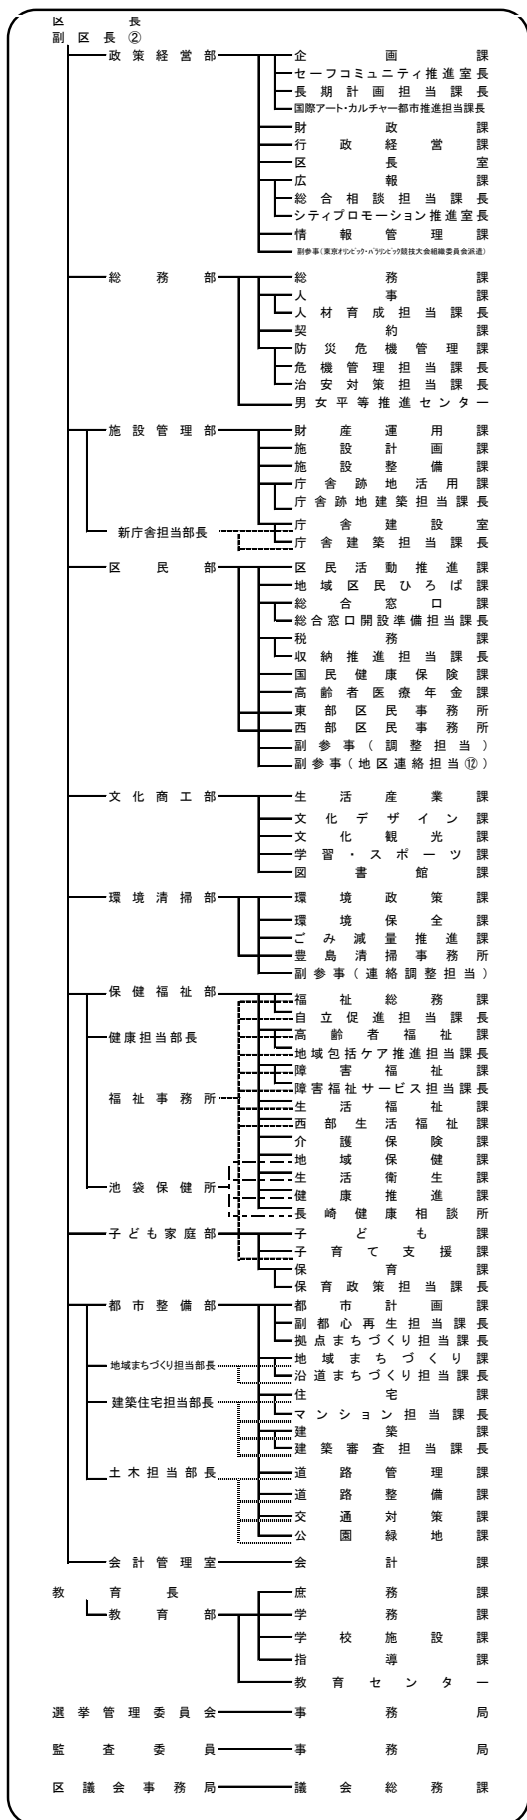 区長
副区長②
政策経営部 企画課
セーフコミュニティ推進室長
長期計画担当課長
国際アート・カルチャー都市推進担当課長
財政課
行政経営課
区長室
広報課
総合相談担当課長
シティプロモーション推進室長
情報管理課
副参事(東京オリンピック・パラリンピック競技大会組織委員会派遣)
総務部 総務課
人事課
人材育成担当課長
契約課
防災危機管理課
危機管理担当課長
治安対策担当課長
男女平等推進センター
施設管理部 財産運用課
施設計画課
施設整備課
庁舎跡地活用課
庁舎跡地建築担当課長
新庁舎担当部長 庁舎建設室
庁舎建築担当課長
区民部 区民活動推進課
地域区民ひろば課
総合窓口課
総合窓口開設準備担当課長
税務課
収納推進担当課長
国民健康保険課
高齢者医療年金課
東部区民事務所
西部区民事務所
副参事(調整担当)
副参事(地区連絡担当⑫)
文化商工部 生活産業課
文化デザイン課
文化観光課
学習・スポーツ課
図書館課
環境清掃部 環境政策課
環境保全課
ごみ減量推進課
豊島清掃事務所
副参事(連絡調整担当)
保健福祉部 福祉総務課
自立促進担当課長
健康担当部長 高齢者福祉課
地域包括ケア推進担当課長
障害福祉課
障害福祉サービス担当課長
福祉事務所 生活福祉課
西部生活福祉課
介護保険課
地域保健課
池袋保健所 生活衛生課
健康推進課
長崎健康相談所
子ども家庭部 子ども課
子育て支援課
保育課
保育政策担当課長
都市整備部 都市計画課
副都心再生担当課長
拠点まちづくり担当課長
地域まちづくり担当部長 地域まちづくり課
沿道まちづくり担当課長
建築住宅担当部長 住宅課
マンション担当課長
建築課
建築審査担当課長
土木担当部長 道路管理課
道路整備課
交通対策課
公園緑地課
会計管理室 会計課
教育長 庶務課
教育部 学務課
学校施設課
指導課
教育センター
選挙管理委員会 事務局
監査委員 事務局
区議会事務局 議会総務課